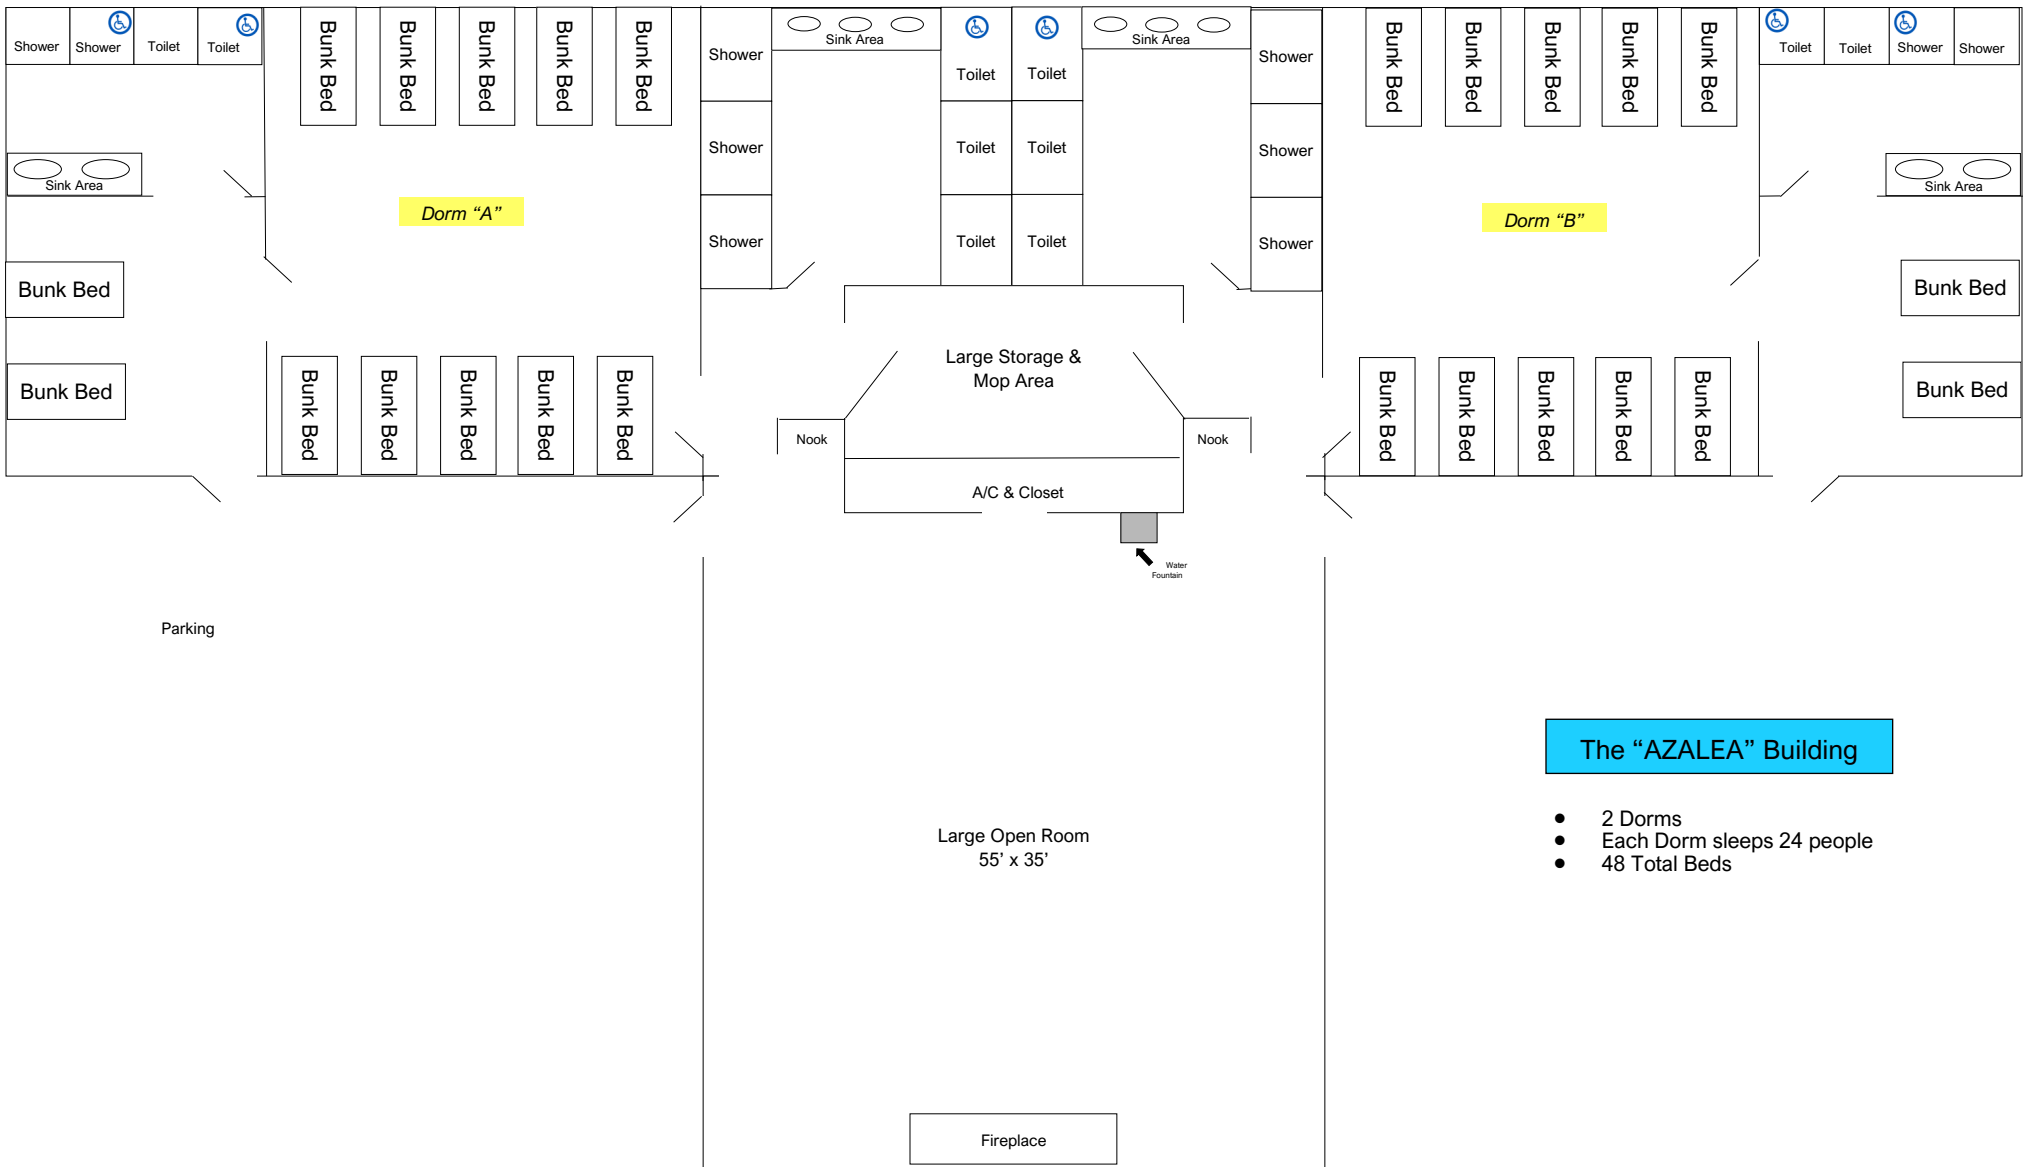 Shower
Shower
Toilet
Toilet
Bunk Bed
Bunk Bed
Bunk Bed
Bunk Bed
Bunk Bed
Shower
Sink Area
Toilet
Toilet
Sink Area
Shower
Bunk Bed
Bunk Bed
Bunk Bed
Bunk Bed
Bunk Bed
Toilet
Toilet
Shower
Shower
Shower
Toilet
Toilet
Shower
Sink Area
Sink Area
Dorm “A”
Dorm “B”
Shower
Toilet
Toilet
Shower
Bunk Bed
Bunk Bed
Large Storage &
Mop Area
Bunk Bed
Bunk Bed
Bunk Bed
Bunk Bed
Bunk Bed
Bunk Bed
Bunk Bed
Nook
Nook
Bunk Bed
Bunk Bed
Bunk Bed
Bunk Bed
Bunk Bed
A/C & Closet
Water
Fountain
Parking
The “AZALEA” Building
• 2 Dorms
• Each Dorm sleeps 24 people
• 48 Total Beds
Large Open Room
55’ x 35’
Fireplace